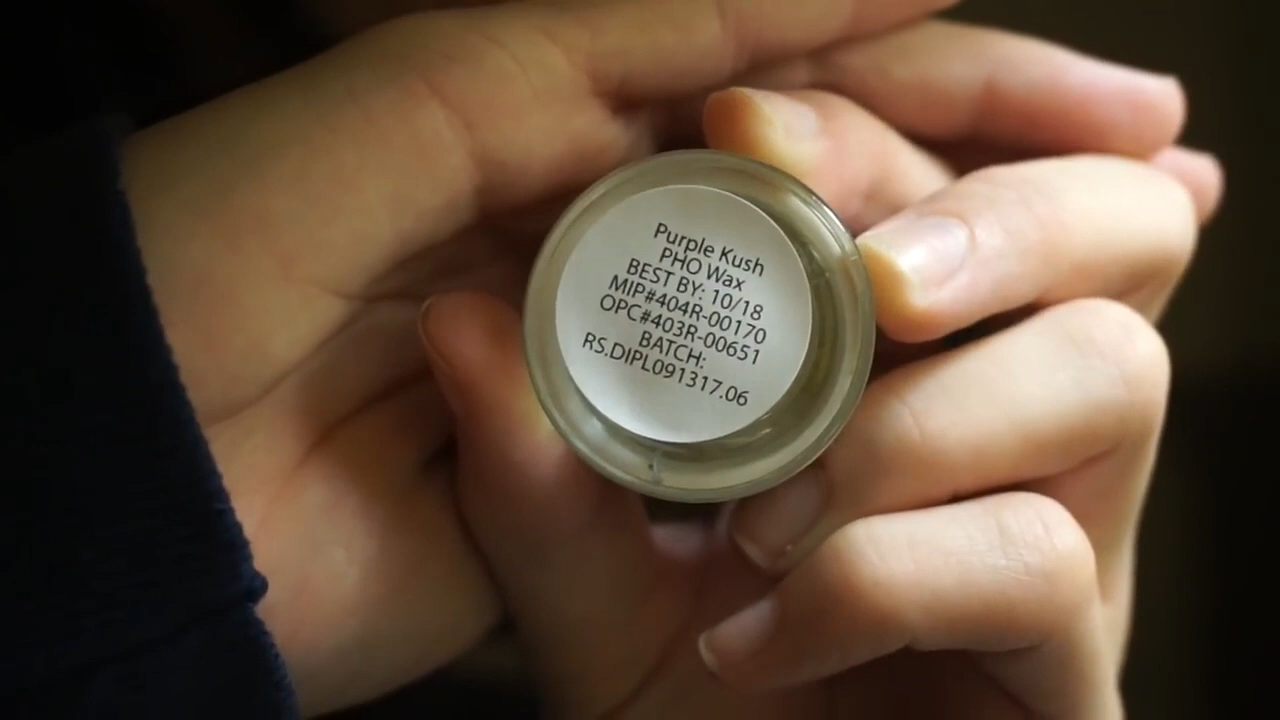 Purple Kush
PHO Wax
BEST BY: 10/18
MIP#404R-00170
OPC#403R-00651
BATCH:
RS.DIPL091317.06